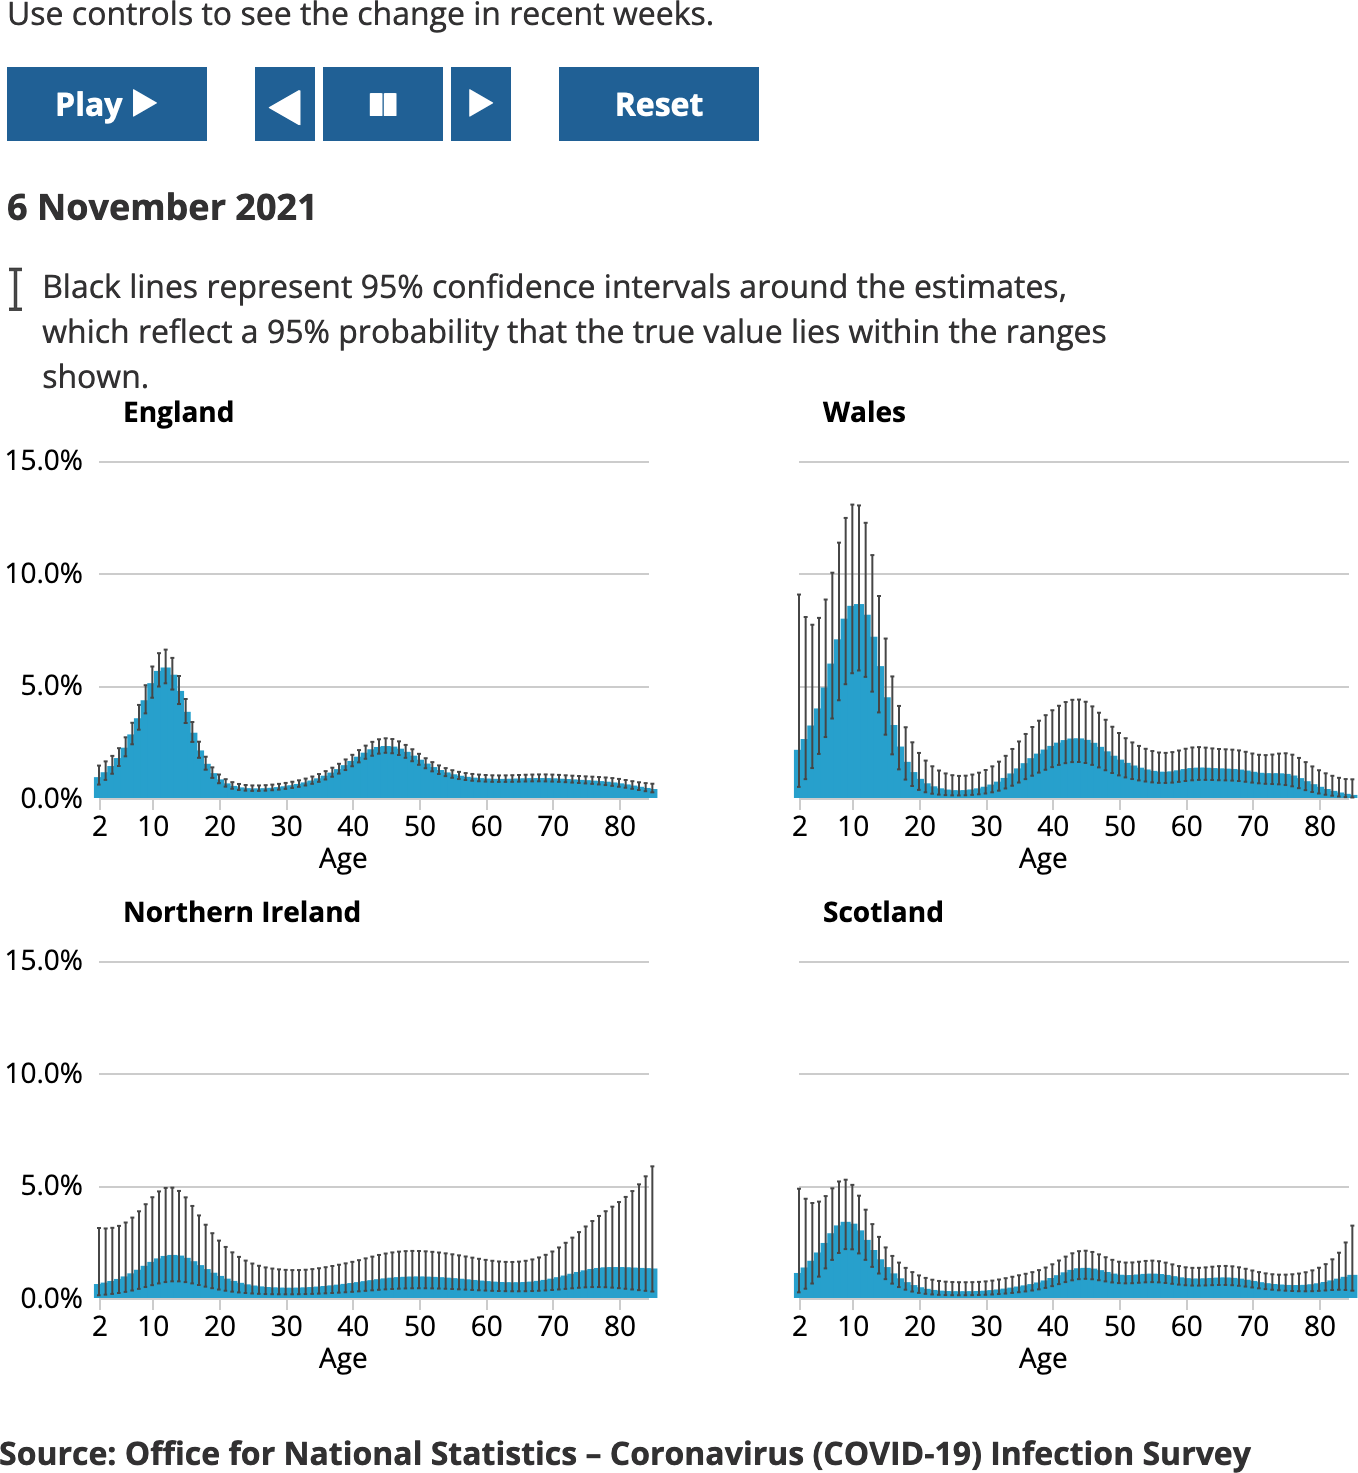 Use controls to see the change in recent weeks.
Play
Reset
6 November 2021
Black lines represent 95% confidence intervals around the estimates,
which reflect a 95% probability that the true value lies within the ranges
shown.
England
15.0%
10.0%
5.0%
0.0%
2 10 20 30 40 50 60 70 80
Age
Wales
2 10 20 30 40 50 60 70 80
Age
Northern Ireland
15.0%
10.0%
5.0%
0.0%
2 10 20 30 40 50 60 70 80
Age
Scotland
2 10 20 30 40 50 60 70 80
Age
Source: Office for National Statistics – Coronavirus (COVID-19) Infection Survey